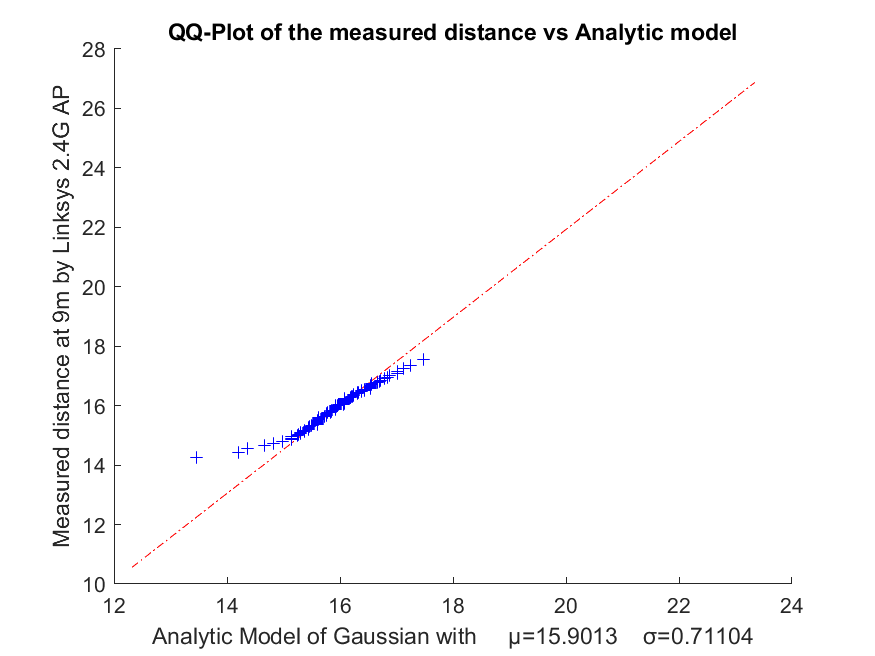 QQ-Plot of the measured distance vs Analytic model
Measured distance at 9m by Linksys 2.4G AP
28
26
24
22
20
18
16
14
12
10
12 14 16 18 20 22 24
Analytic Model of Gaussian with μ=15.9013 σ=0.71104